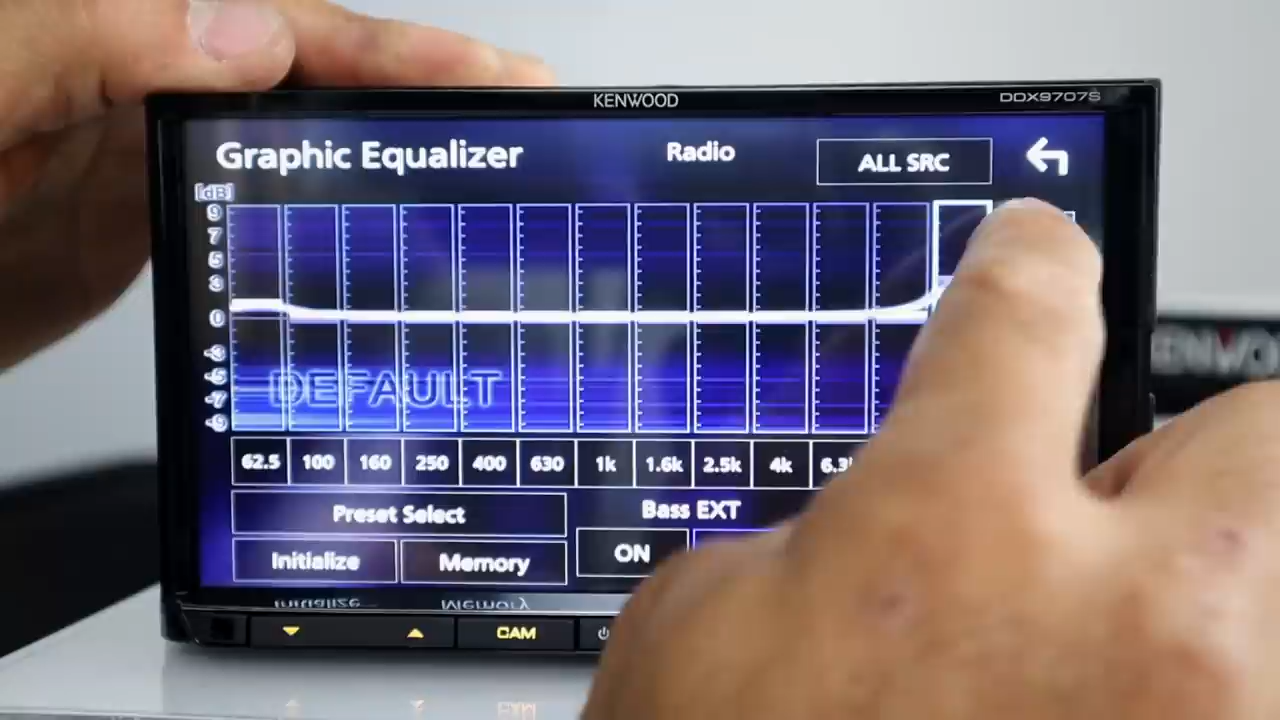 KENWOOD
DDX9707S
Graphic Equalizer
Radio
ALL SRC
[dB]
9
7
5
3
0
-3
-5
-7
-9
DEFAULT
62.5 100 160 250 400 630 1k 1.6k 2.5k 4k
Preset Select
Bass EXT
Initialize
Memory
ON
Initialize
Memory
CAM